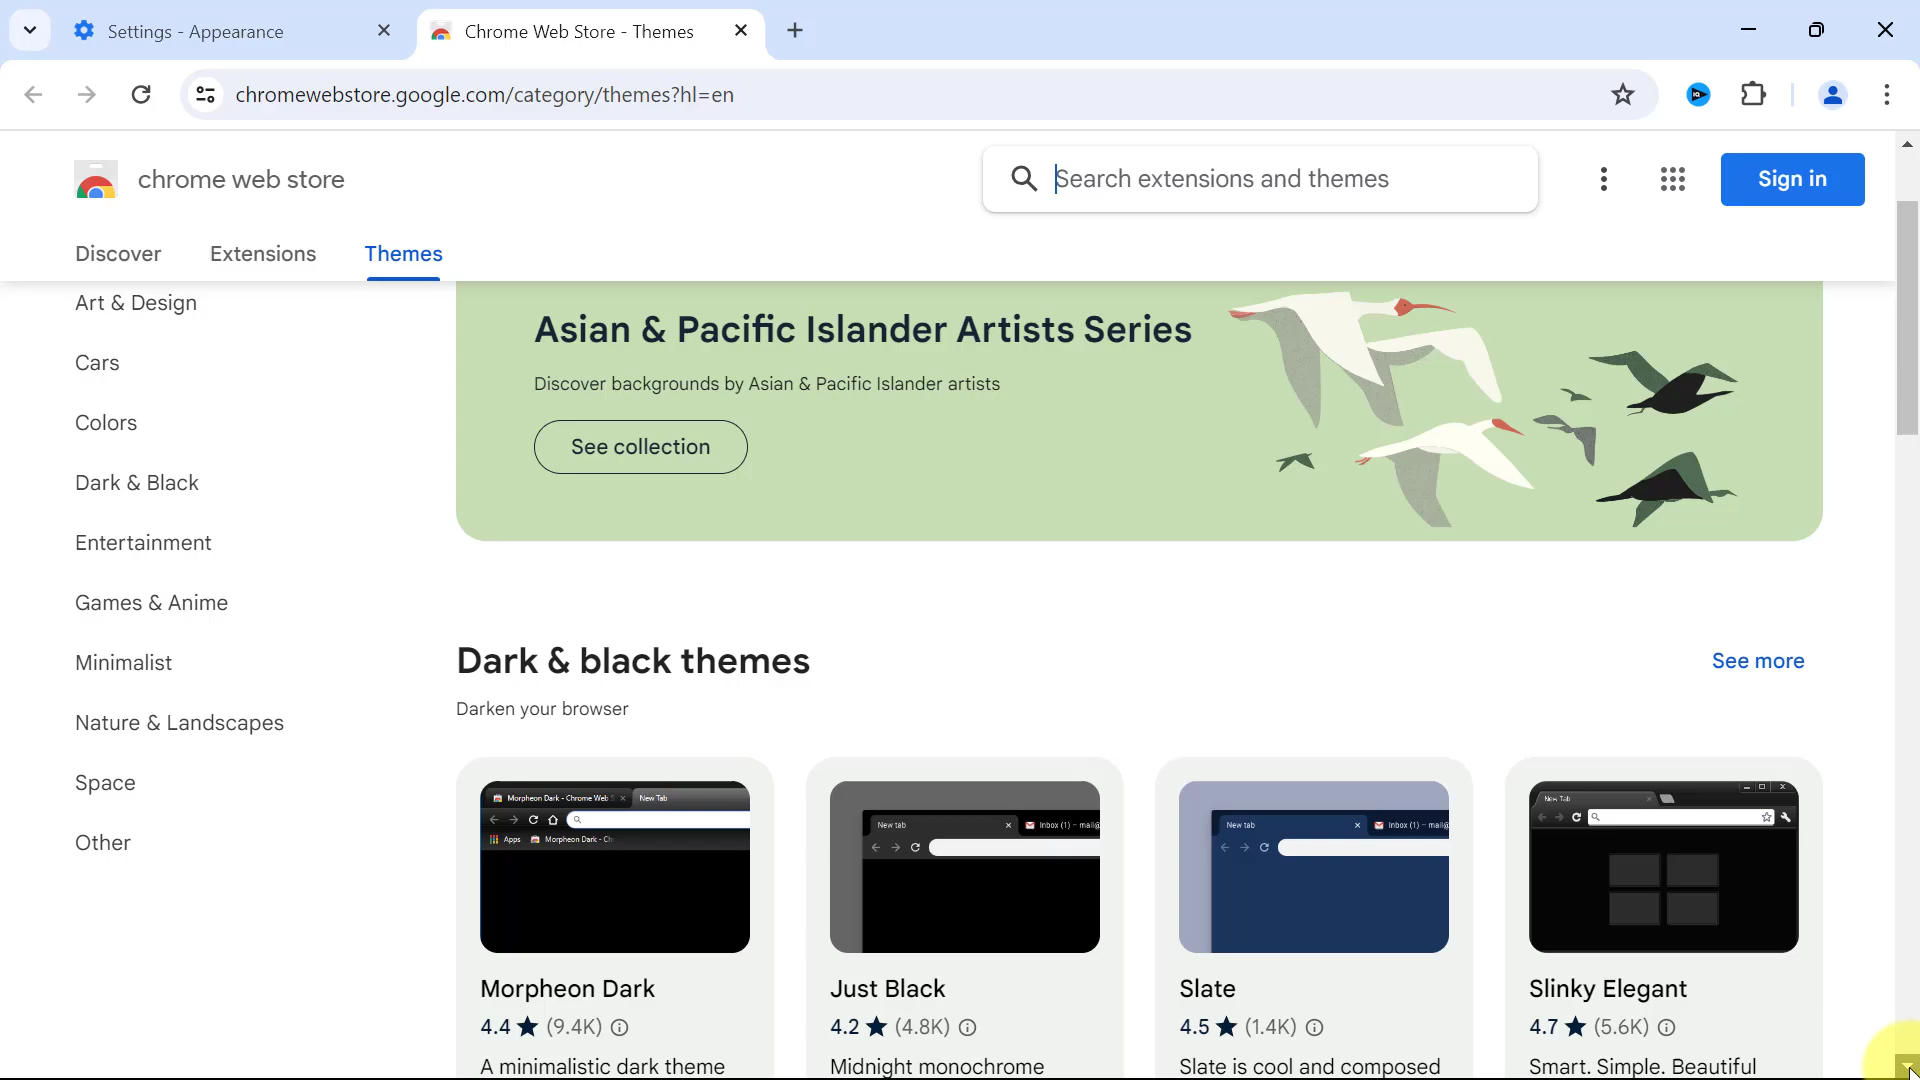 Settings - Appearance
Chrome Web Store - Themes
chromewebstore.google.com/category/themes?hl=en
chrome web store
Search extensions and themes
Sign in
Discover
Extensions
Themes
Art & Design
Cars
Colors
Dark & Black
Entertainment
Games & Anime
Minimalist
Nature & Landscapes
Space
Other
Asian & Pacific Islander Artists Series
Discover backgrounds by Asian & Pacific Islander artists
See collection
Dark & black themes
See more
Darken your browser
Morpheon Dark - Chrome Web S
New Tab
Apps
Morpheon Dark - Ch
New tab
Inbox (1) – mail@
New tab
Inbox (1) – mail@
New Tab
Morpheon Dark
4.4 ★ (9.4K)
A minimalistic dark theme
Just Black
4.2 ★ (4.8K)
Midnight monochrome
Slate
4.5 ★ (1.4K)
Slate is cool and composed
Slinky Elegant
4.7 ★ (5.6K)
Smart. Simple. Beautiful